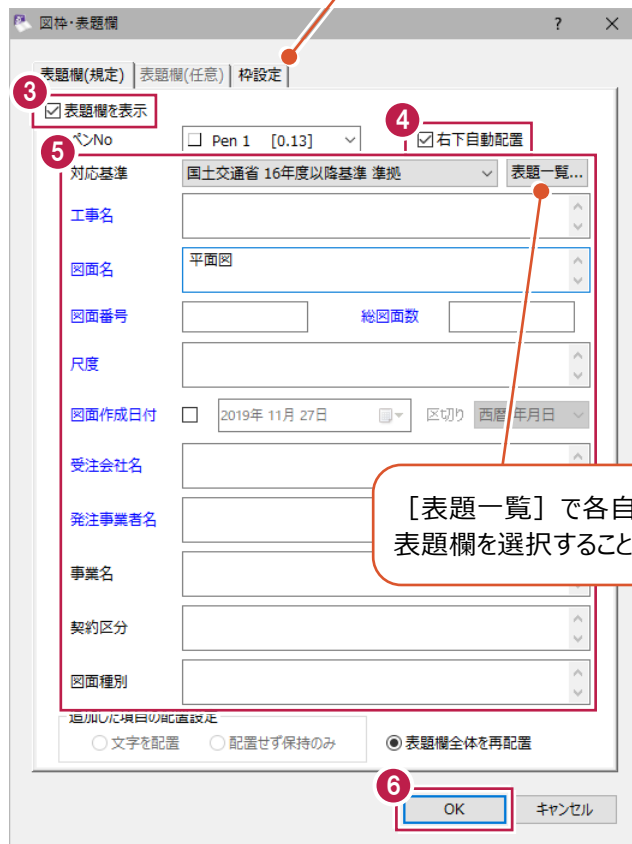 図枠・表題欄 ? ×
表題欄(規定) 表題欄(任意) 枠設定
3 表題欄を表示
ペンNo Pen 1 [0.13] 4 右下自動配置
5 対応基準 国土交通省 16年度以降基準 準拠 表題一覧...
工事名
図面名 平面図
図面番号 総図面数
尺度
図面作成日付 2019年 11月 27日 区切り 西暦 年月日
受注会社名
［表題一覧］で各自
発注事業者名
表題欄を選択すること
事業名
契約区分
図面種別
追加した項目の配置設定
文字を配置 配置せず保持のみ 表題欄全体を再配置
6 OK キャンセル